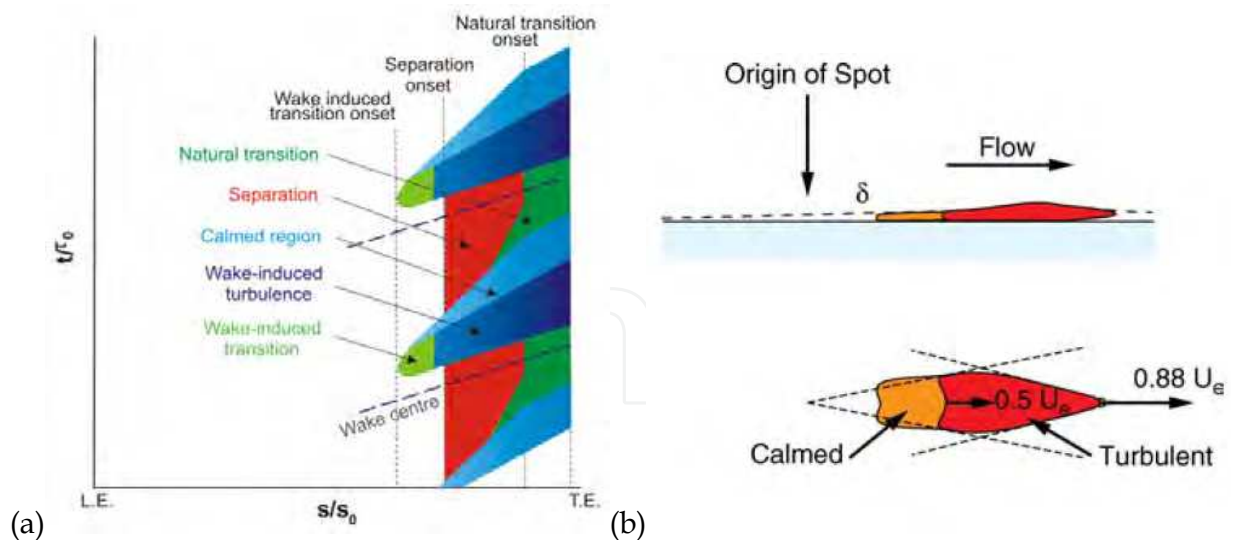 Natural transition
onset
Separation
onset
Wake induced
transition onset
Natural transition
Separation
Calmed region
Wake-induced
turbulence
Wake-induced
transition
Wake centre
t/τ₀
L.E.
s/s₀
T.E.
(a)
Origin of Spot
Flow
δ
0.88 Uₑ
0.5 Uₑ
Calmed
Turbulent
(b)